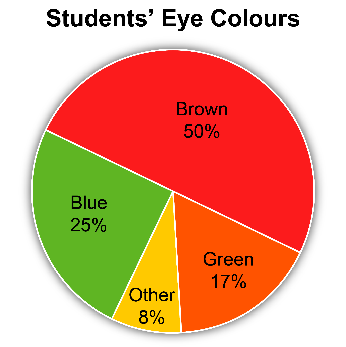 Students’ Eye Colours
Brown
50%
Blue
25%
Green
17%
Other
8%